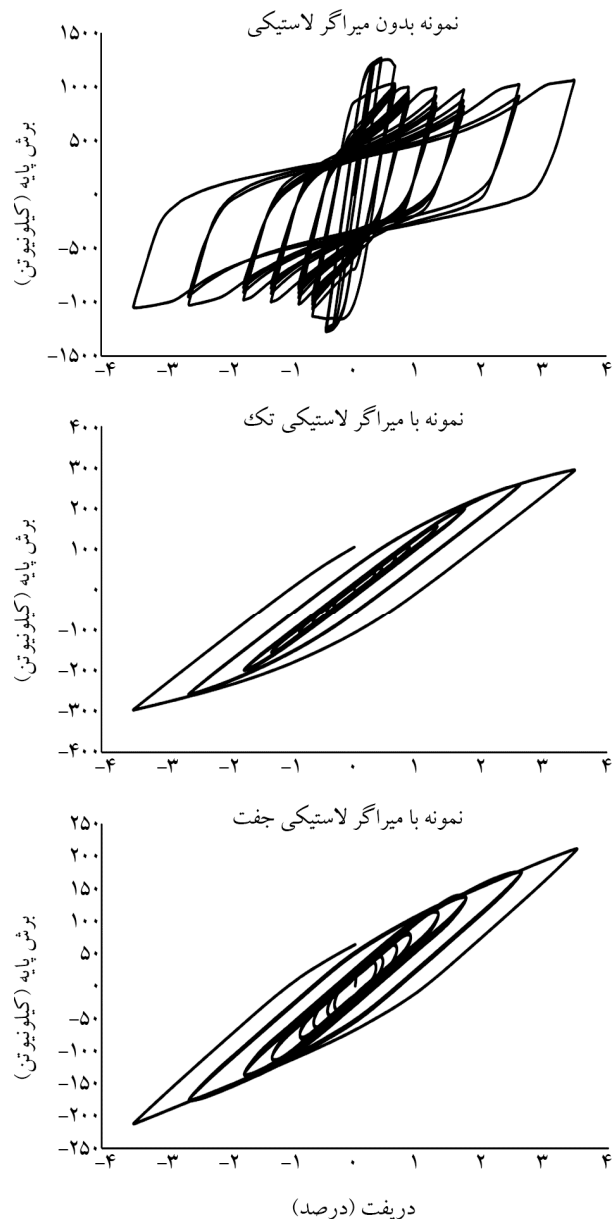 نمونه بدون میراگر لاستیکی
۱۵۰۰
۱۰۰۰
۵۰۰
۰
−۵۰۰
−۱۰۰۰
−۱۵۰۰
برش پایه (کیلونیوتن)
−۴ −۳ −۲ −۱ ۰ ۱ ۲ ۳ ۴
نمونه با میراگر لاستیکی تک
۴۰۰
۳۰۰
۲۰۰
۱۰۰
۰
−۱۰۰
−۲۰۰
−۳۰۰
−۴۰۰
برش پایه (کیلونیوتن)
−۴ −۳ −۲ −۱ ۰ ۱ ۲ ۳ ۴
نمونه با میراگر لاستیکی جفت
۲۵۰
۲۰۰
۱۵۰
۱۰۰
۵۰
۰
−۵۰
−۱۰۰
−۱۵۰
−۲۰۰
−۲۵۰
برش پایه (کیلونیوتن)
−۴ −۳ −۲ −۱ ۰ ۱ ۲ ۳ ۴
دریفت (درصد)